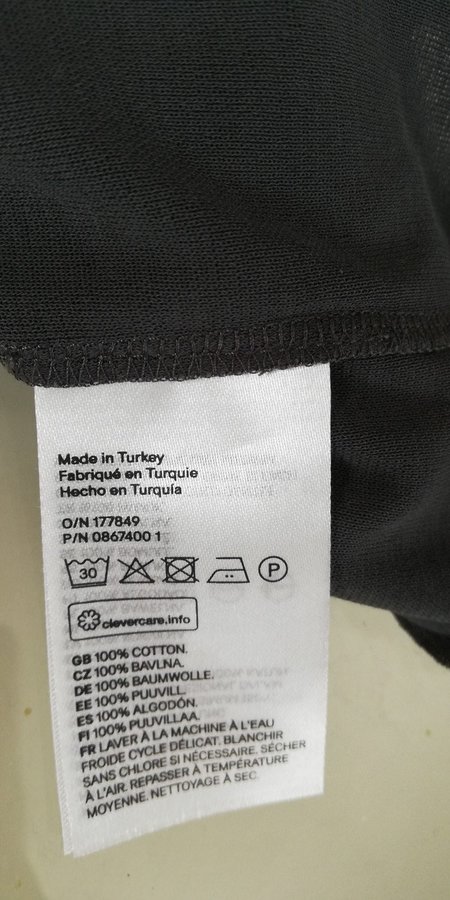 Made in Turkey
Fabriqué en Turquie
Hecho en Turquía
O/N 177849
P/N 0867400 1
30 P
clevercare.info
GB 100% COTTON.
CZ 100% BAVLNA.
DE 100% BAUMWOLLE.
EE 100% PUUVILL.
ES 100% ALGODÓN.
FI 100% PUUVILLAA.
FR LAVER À LA MACHINE À L'EAU
FROIDE CYCLE DÉLICAT. BLANCHIR
SANS CHLORE SI NÉCESSAIRE. SÉCHER
À L'AIR. REPASSER À TEMPÉRATURE
MOYENNE. NETTOYAGE À SEC.